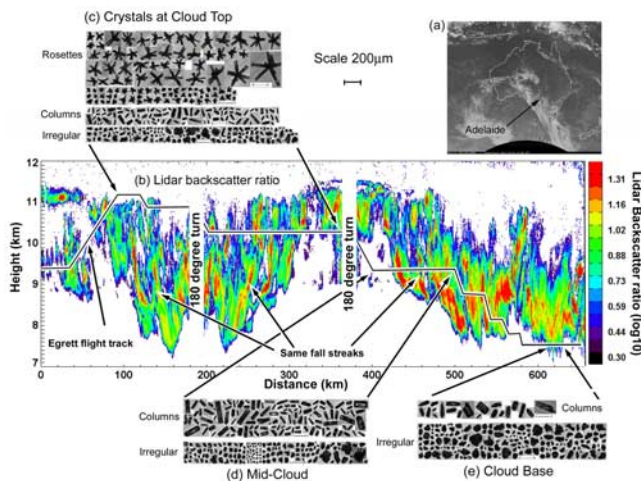 (c) Crystals at Cloud Top
Rosettes
Columns
Irregular
Scale 200μm
(a)
Adelaide
(b) Lidar backscatter ratio
Height (km)
12
11
10
9
8
7
180 degree turn
180 degree turn
Egrett flight track
Same fall streaks
0
100
200
300
400
500
600
Distance (km)
Lidar Backscatter ratio (log10)
1.31
1.16
1.02
0.88
0.73
0.59
0.44
0.30
Columns
Irregular
(d) Mid-Cloud
Columns
Irregular
(e) Cloud Base